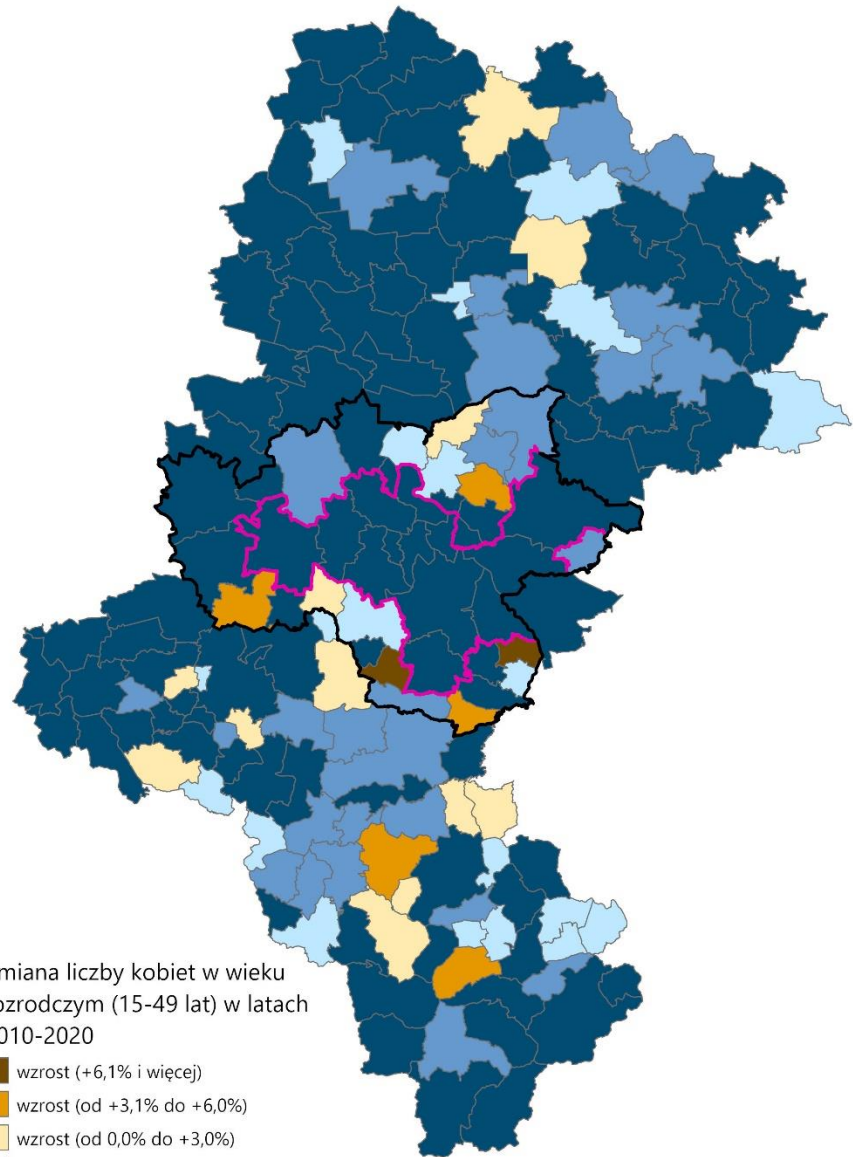 miana liczby kobiet w wieku
ozrodczym (15-49 lat) w latach
010-2020
wzrost (+6,1% i więcej)
wzrost (od +3,1% do +6,0%)
wzrost (od 0,0% do +3,0%)